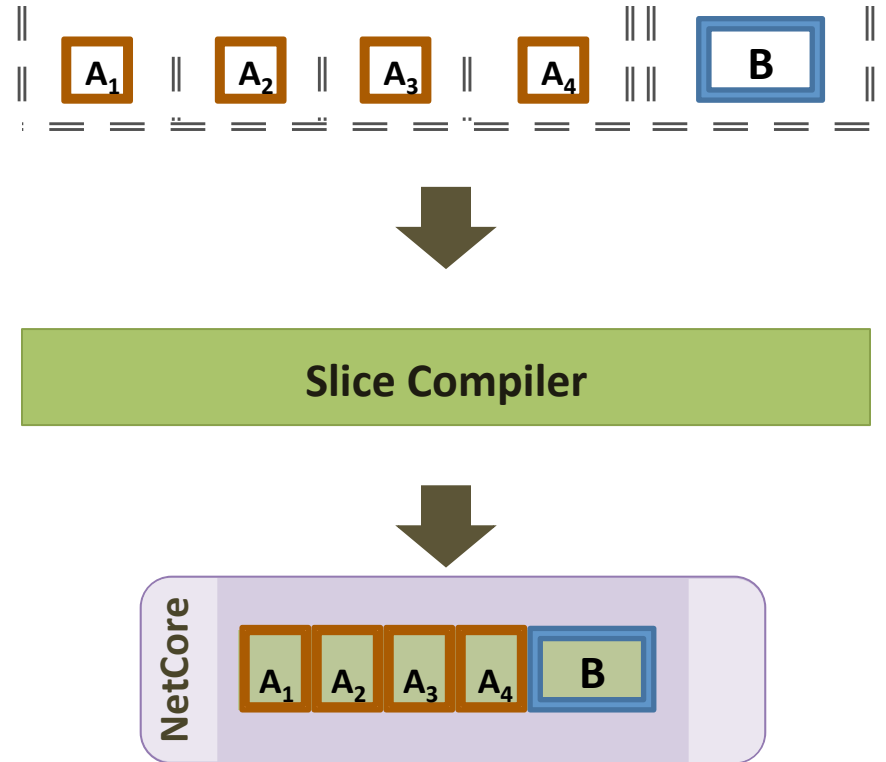 A₁ A₂ A₃ A₄ B
Slice Compiler
NetCore
A₁ A₂ A₃ A₄ B